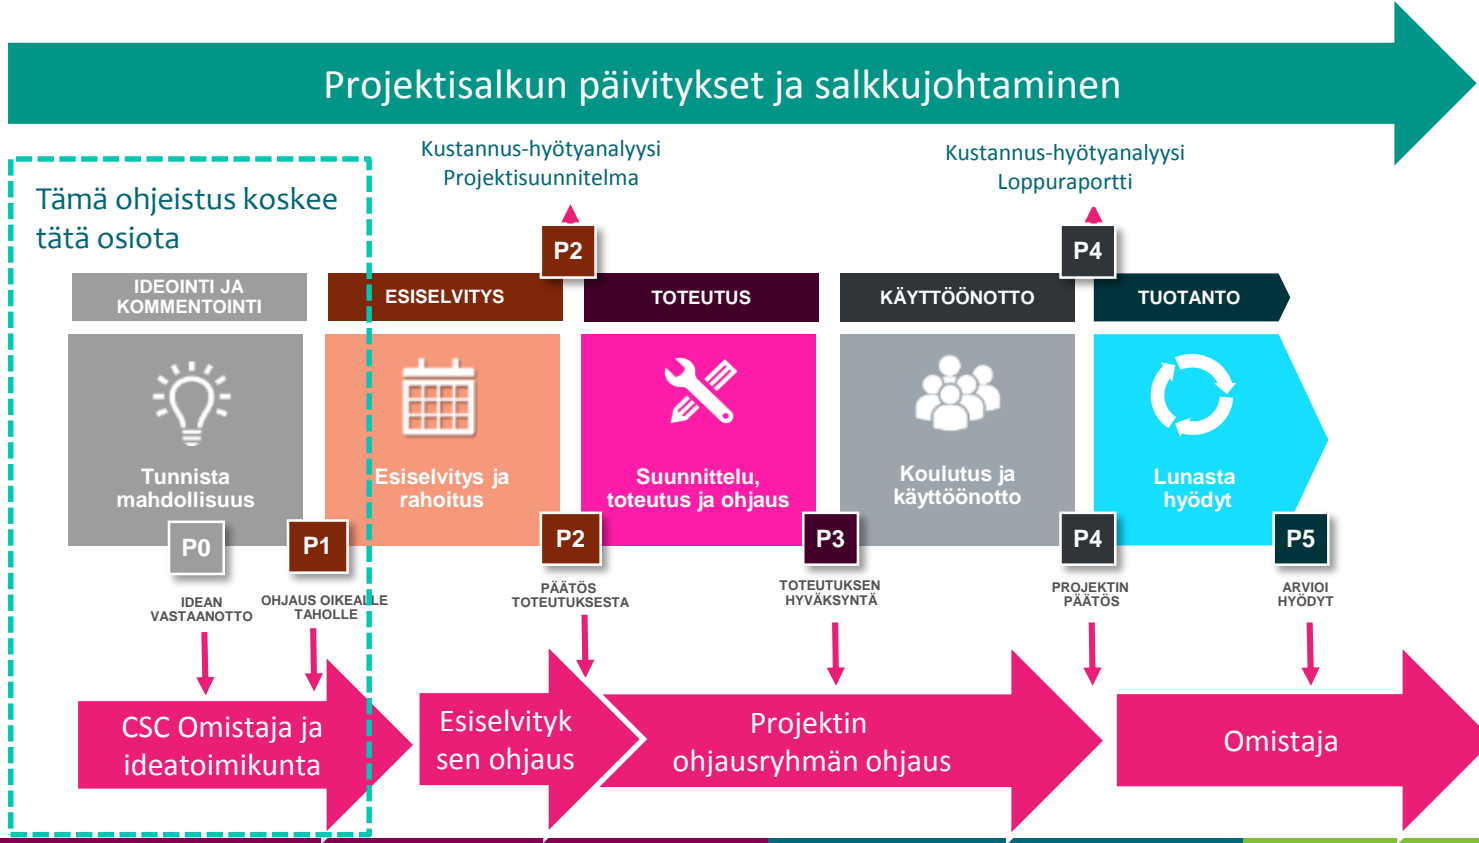 Projektisalkun päivitykset ja salkkujohtaminen
Kustannus-hyötyanalyysi
Projektisuunnitelma
Kustannus-hyötyanalyysi
Loppuraportti
Tämä ohjeistus koskee
tätä osiota
P2
P4
IDEOINTI JA
KOMMENTOINTI
ESISELVITYS
TOTEUTUS
KÄYTTÖÖNOTTO
TUOTANTO
Tunnista
mahdollisuus
Esiselvitys ja
rahoitus
Suunnittelu,
toteutus ja ohjaus
Koulutus ja
käyttöönotto
Lunasta
hyödyt
P0
P1
P2
P3
P4
P5
IDEAN
VASTAANOTTO
OHJAUS OIKEALLE
TAHOLLE
PÄÄTÖS
TOTEUTUKSESTA
TOTEUTUKSEN
HYVÄKSYNTÄ
PROJEKTIN
PÄÄTÖS
ARVIOI
HYÖDYT
CSC Omistaja ja
ideatoimikunta
Esiselvityk
sen ohjaus
Projektin
ohjausryhmän ohjaus
Omistaja